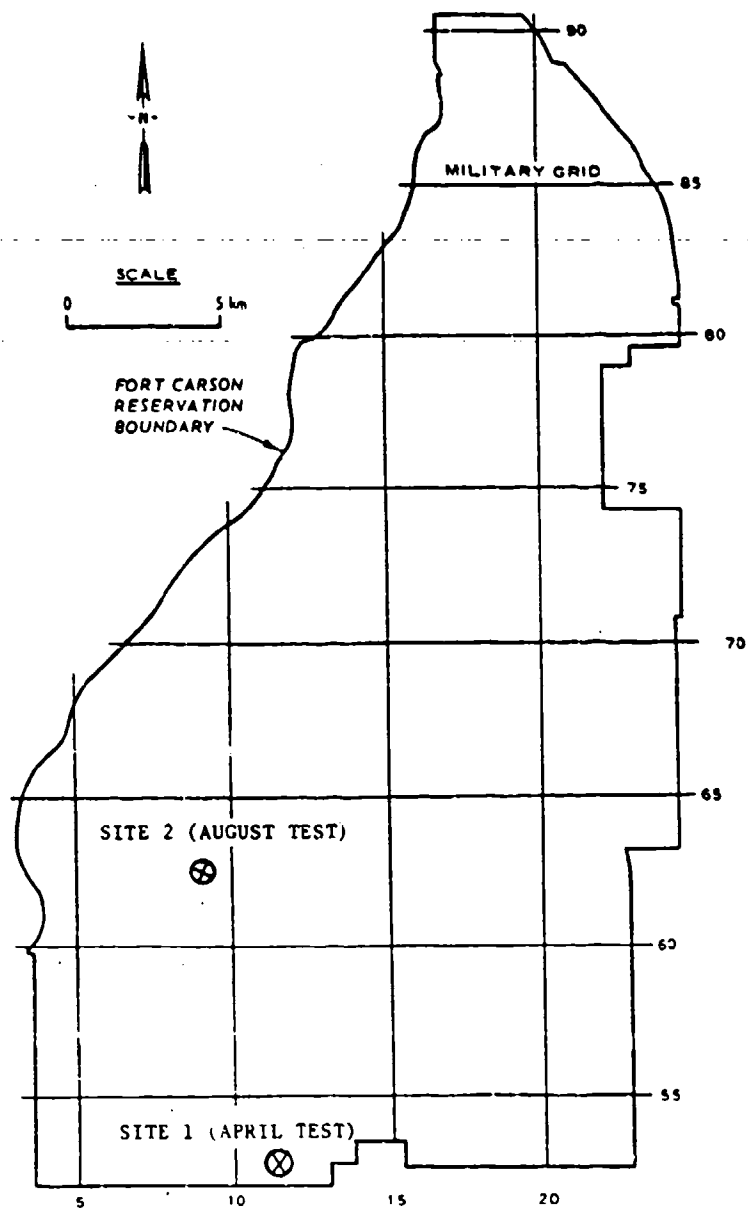 90
- N -
MILITARY GRID
85
SCALE
0 5 km
80
FORT CARSON
RESERVATION
BOUNDARY
75
70
65
SITE 2 (AUGUST TEST)
60
55
SITE 1 (APRIL TEST)
5 10 15 20